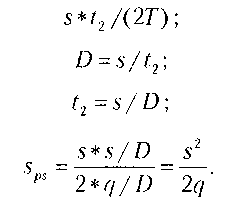 s*t₂/(2T);
D = s/t₂;
t₂ = s/D;
s_ps = (s*s/D)/(2*q/D) = s²/(2q).